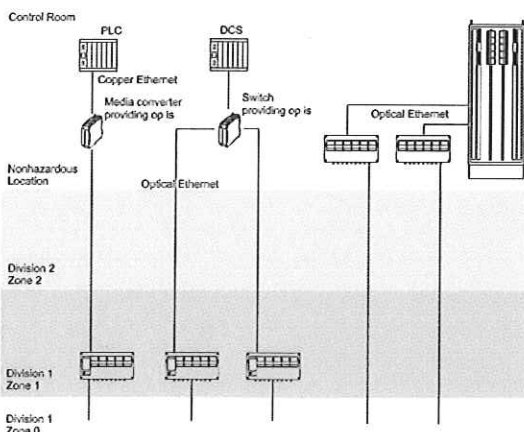 Control Room
PLC
DCS
Copper Ethernet
Media converter
providing op is
Switch
providing op is
Optical Ethernet
Nonhazardous
Location
Optical Ethernet
Division 2
Zone 2
Division 1
Zone 1
Division 1
Zone 0